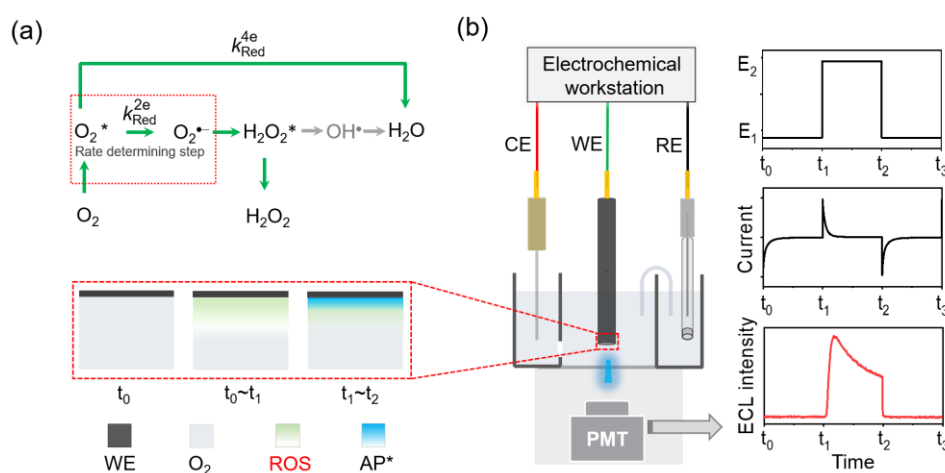 (a)
k₍Red₎⁴ᵉ
k₍Red₎²ᵉ
O₂* O₂•⁻ H₂O₂* OH• H₂O
Rate determining step
O₂ H₂O₂
t₀ t₀~t₁ t₁~t₂
WE O₂ ROS AP*
(b)
Electrochemical
workstation
CE WE RE
PMT
E₂
E₁
t₀ t₁ t₂ t₃
Current
t₀ t₁ t₂ t₃
ECL intensity
t₀ t₁ t₂ t₃
Time